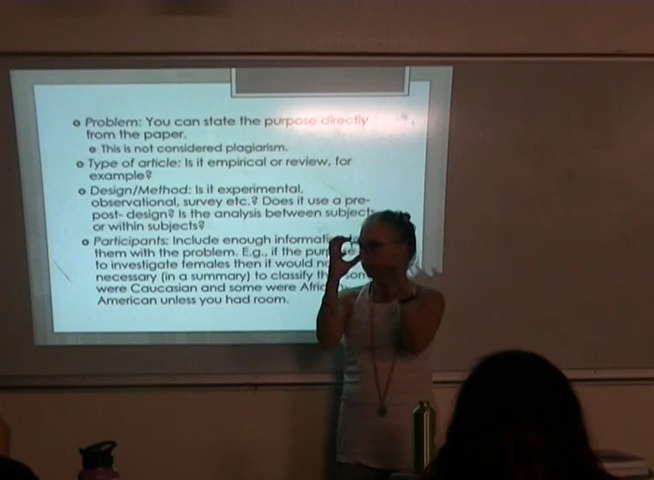 Problem: You can state the purpose directly
from the paper.
This is not considered plagiarism.
Type of article: Is it empirical or review, for
example?
Design/Method: Is it experimental,
observational, survey etc.? Does it use a pre-
post- design? Is the analysis between subjects
or within subjects?
Participants: Include enough
them with the problem. E.g., if the
to investigate females then it would
necessary (in a summary) to classify
were Caucasian and some were
American unless you had room.